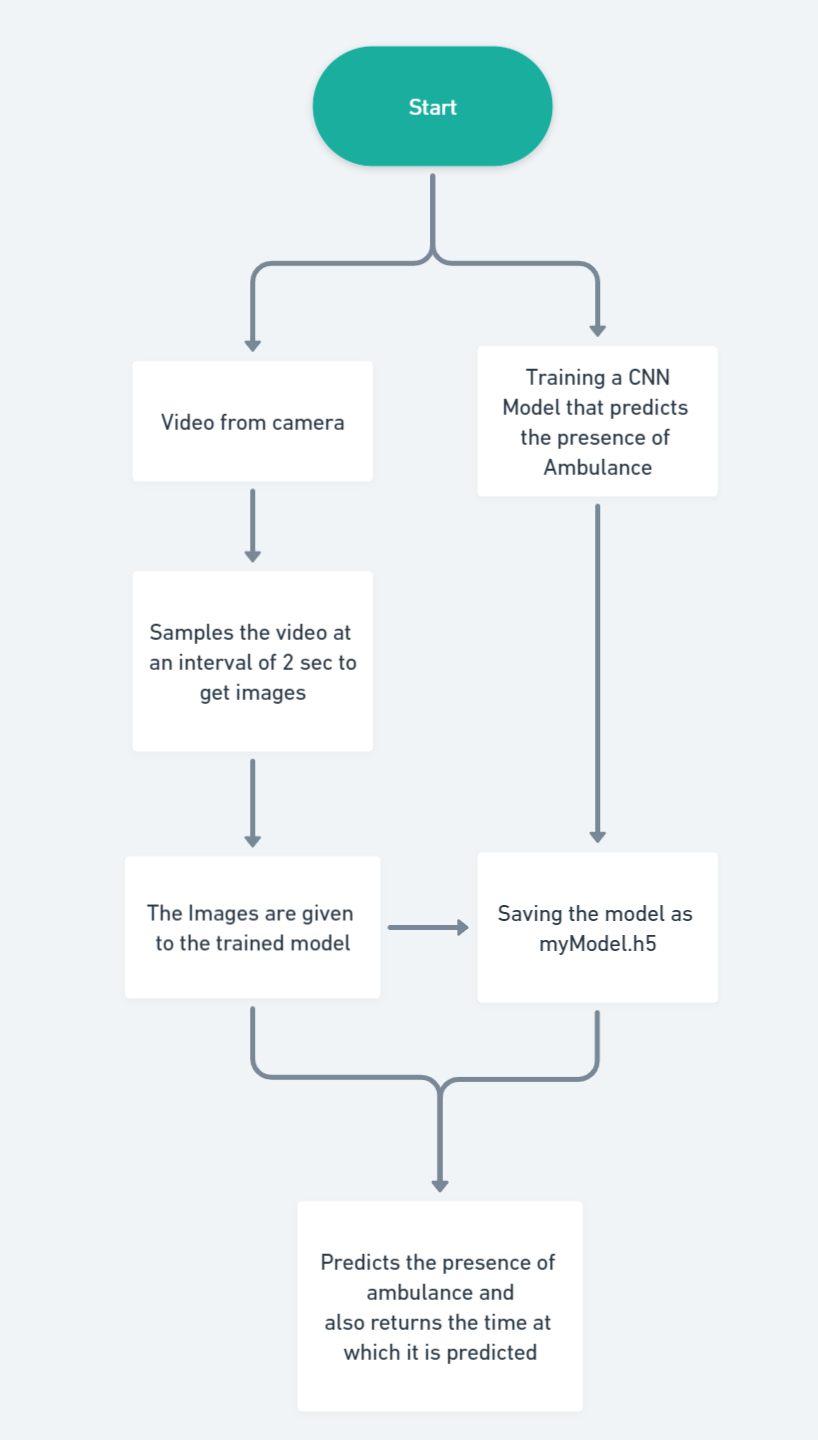 Start
Video from camera
Training a CNN
Model that predicts
the presence of
Ambulance
Samples the video at
an interval of 2 sec to
get images
The Images are given
to the trained model
Saving the model as
myModel.h5
Predicts the presence of
ambulance and
also returns the time at
which it is predicted